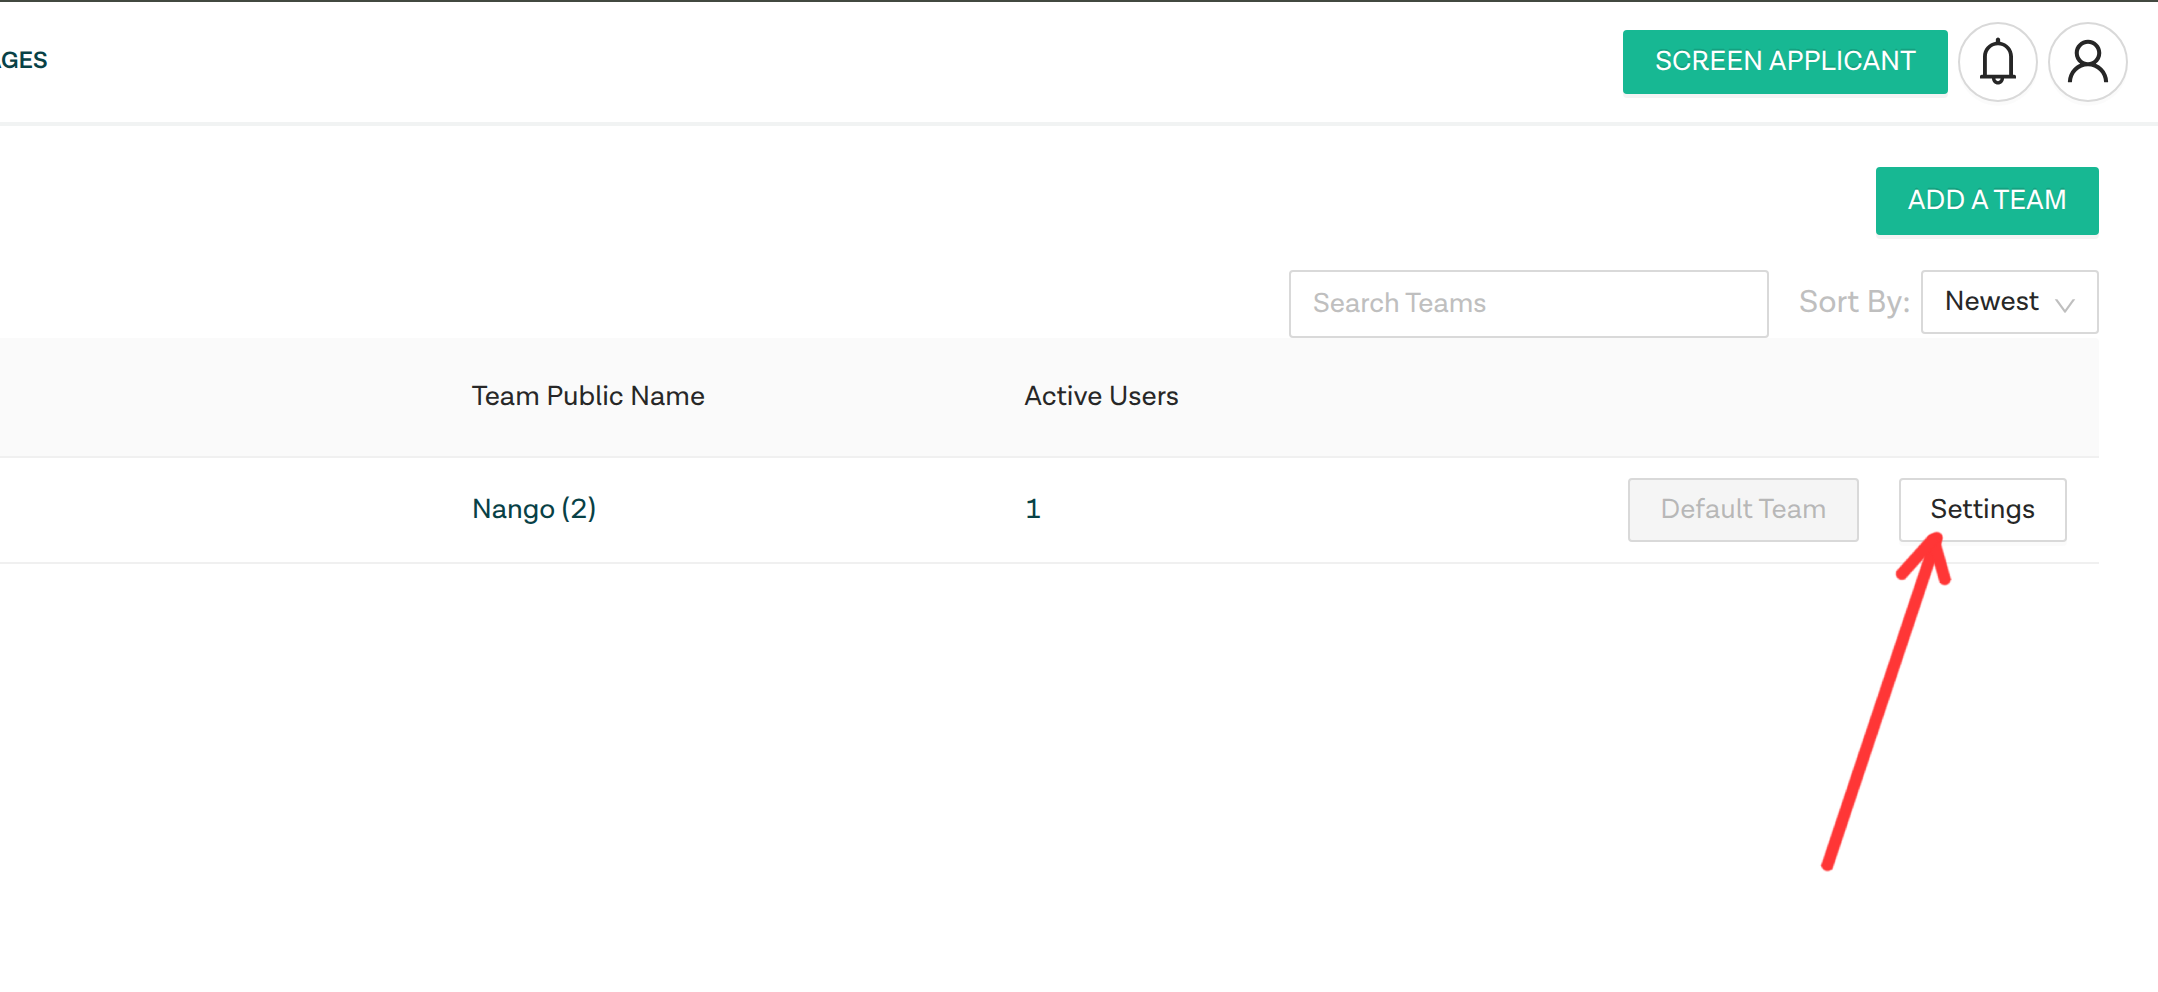 GES
SCREEN APPLICANT
ADD A TEAM
Search Teams
Sort By:
Newest
Team Public Name
Active Users
Nango (2)
1
Default Team
Settings